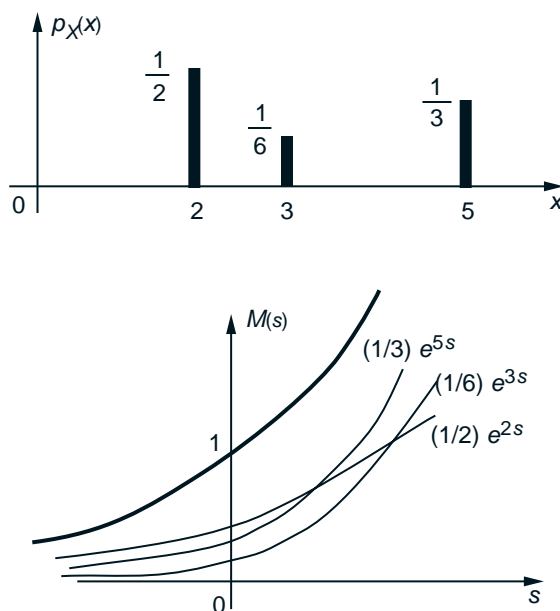 p_X(x)
1/2
1/6
1/3
0 2 3 5 x
M(s)
(1/3) e^{5s}
(1/6) e^{3s}
(1/2) e^{2s}
1
0 s